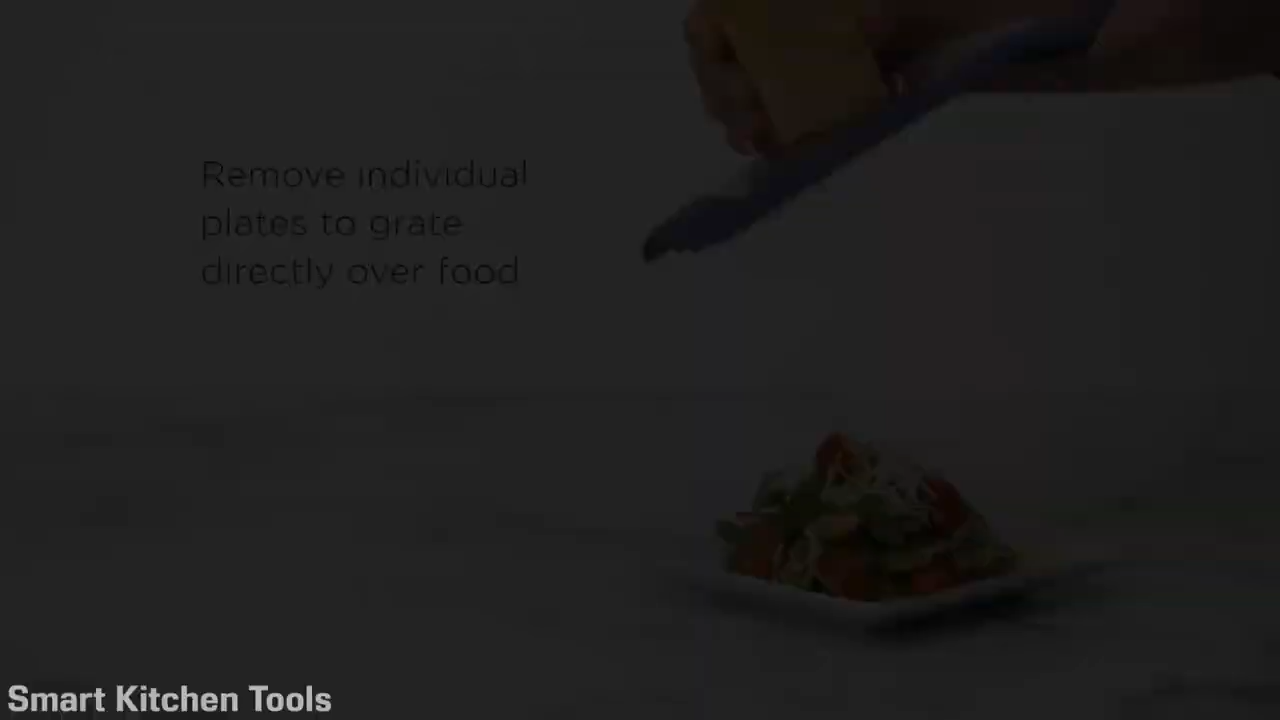 Remove individual
plates to grate
directly over food
Smart Kitchen Tools